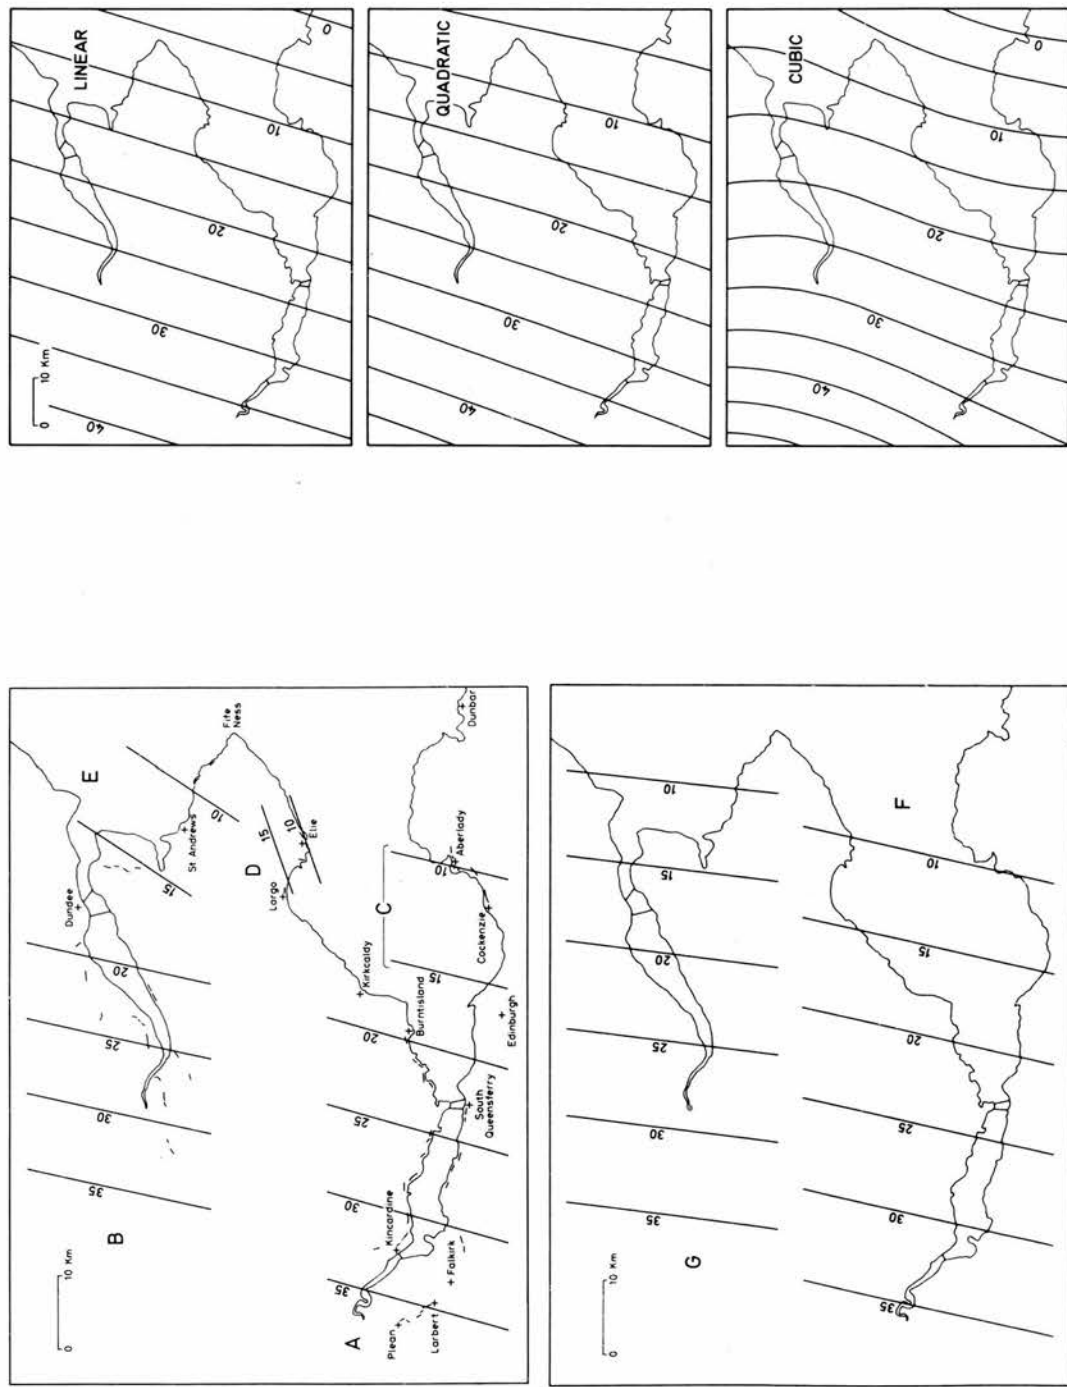 0 10 Km
B
35
30
25
20
15
E
10
Dundee
St Andrews
Fife
Ness
D
15
10
Largo
Elie
Kirkcaldy
Burntisland
A
35
30
25
20
15
C
10
Kincardine
Plean
Larbert
Falkirk
South
Queensferry
Edinburgh
Cockenzie
Aberlady
Dunbar
0 10 Km
G
35
30
25
20
15
10
F
35
30
25
20
15
10
LINEAR
0 10 Km
40
30
20
10
0
QUADRATIC
40
30
20
10
CUBIC
40
30
20
10
0